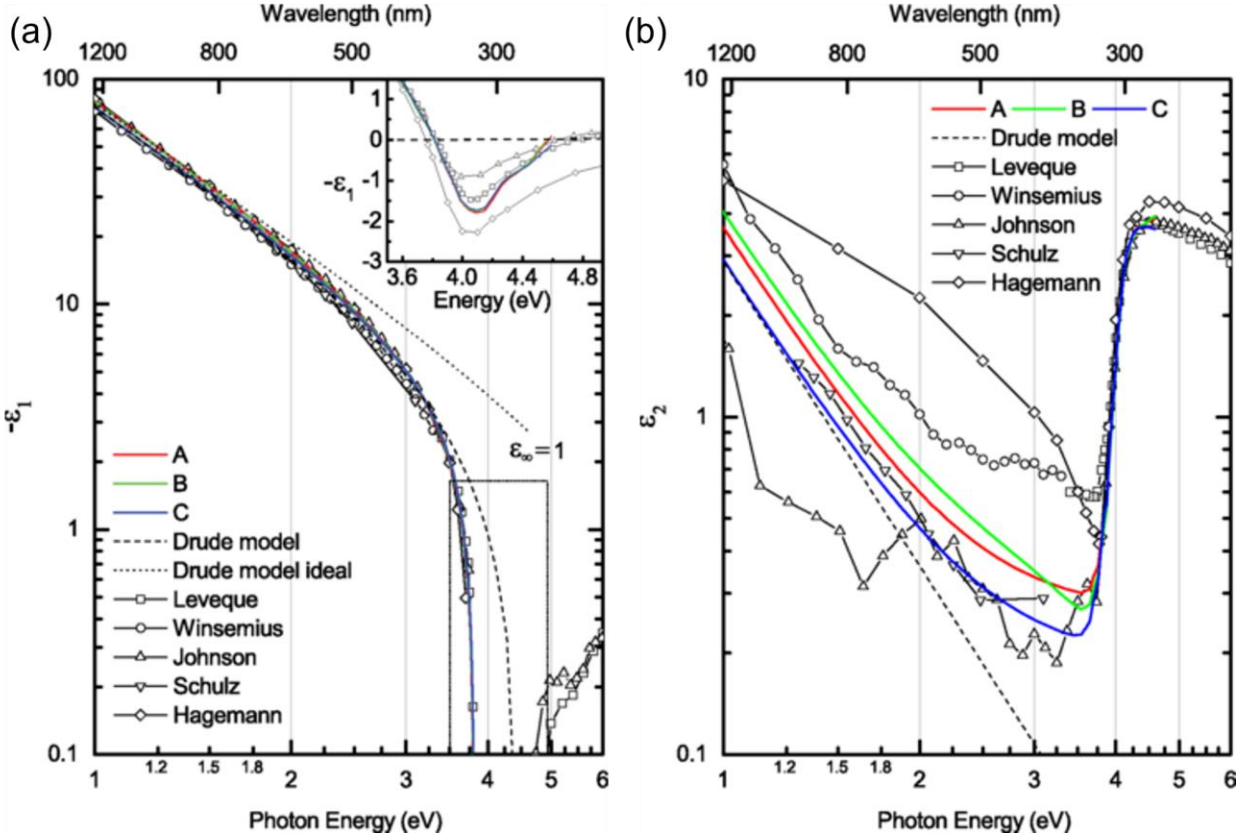 (a)
Wavelength (nm)
1200 800 500 300
100
10
1
0.1
-ε₁
1
0
-1
-2
-3
-ε₁
3.6 4.0 4.4 4.8
Energy (eV)
ε∞=1
A
B
C
Drude model
Drude model ideal
Leveque
Winsemius
Johnson
Schulz
Hagemann
1 1.2 1.5 1.8 2 3 4 5 6
Photon Energy (eV)
(b)
Wavelength (nm)
1200 800 500 300
10
1
0.1
ε₂
A B C
Drude model
Leveque
Winsemius
Johnson
Schulz
Hagemann
1 1.2 1.5 1.8 2 3 4 5 6
Photon Energy (eV)